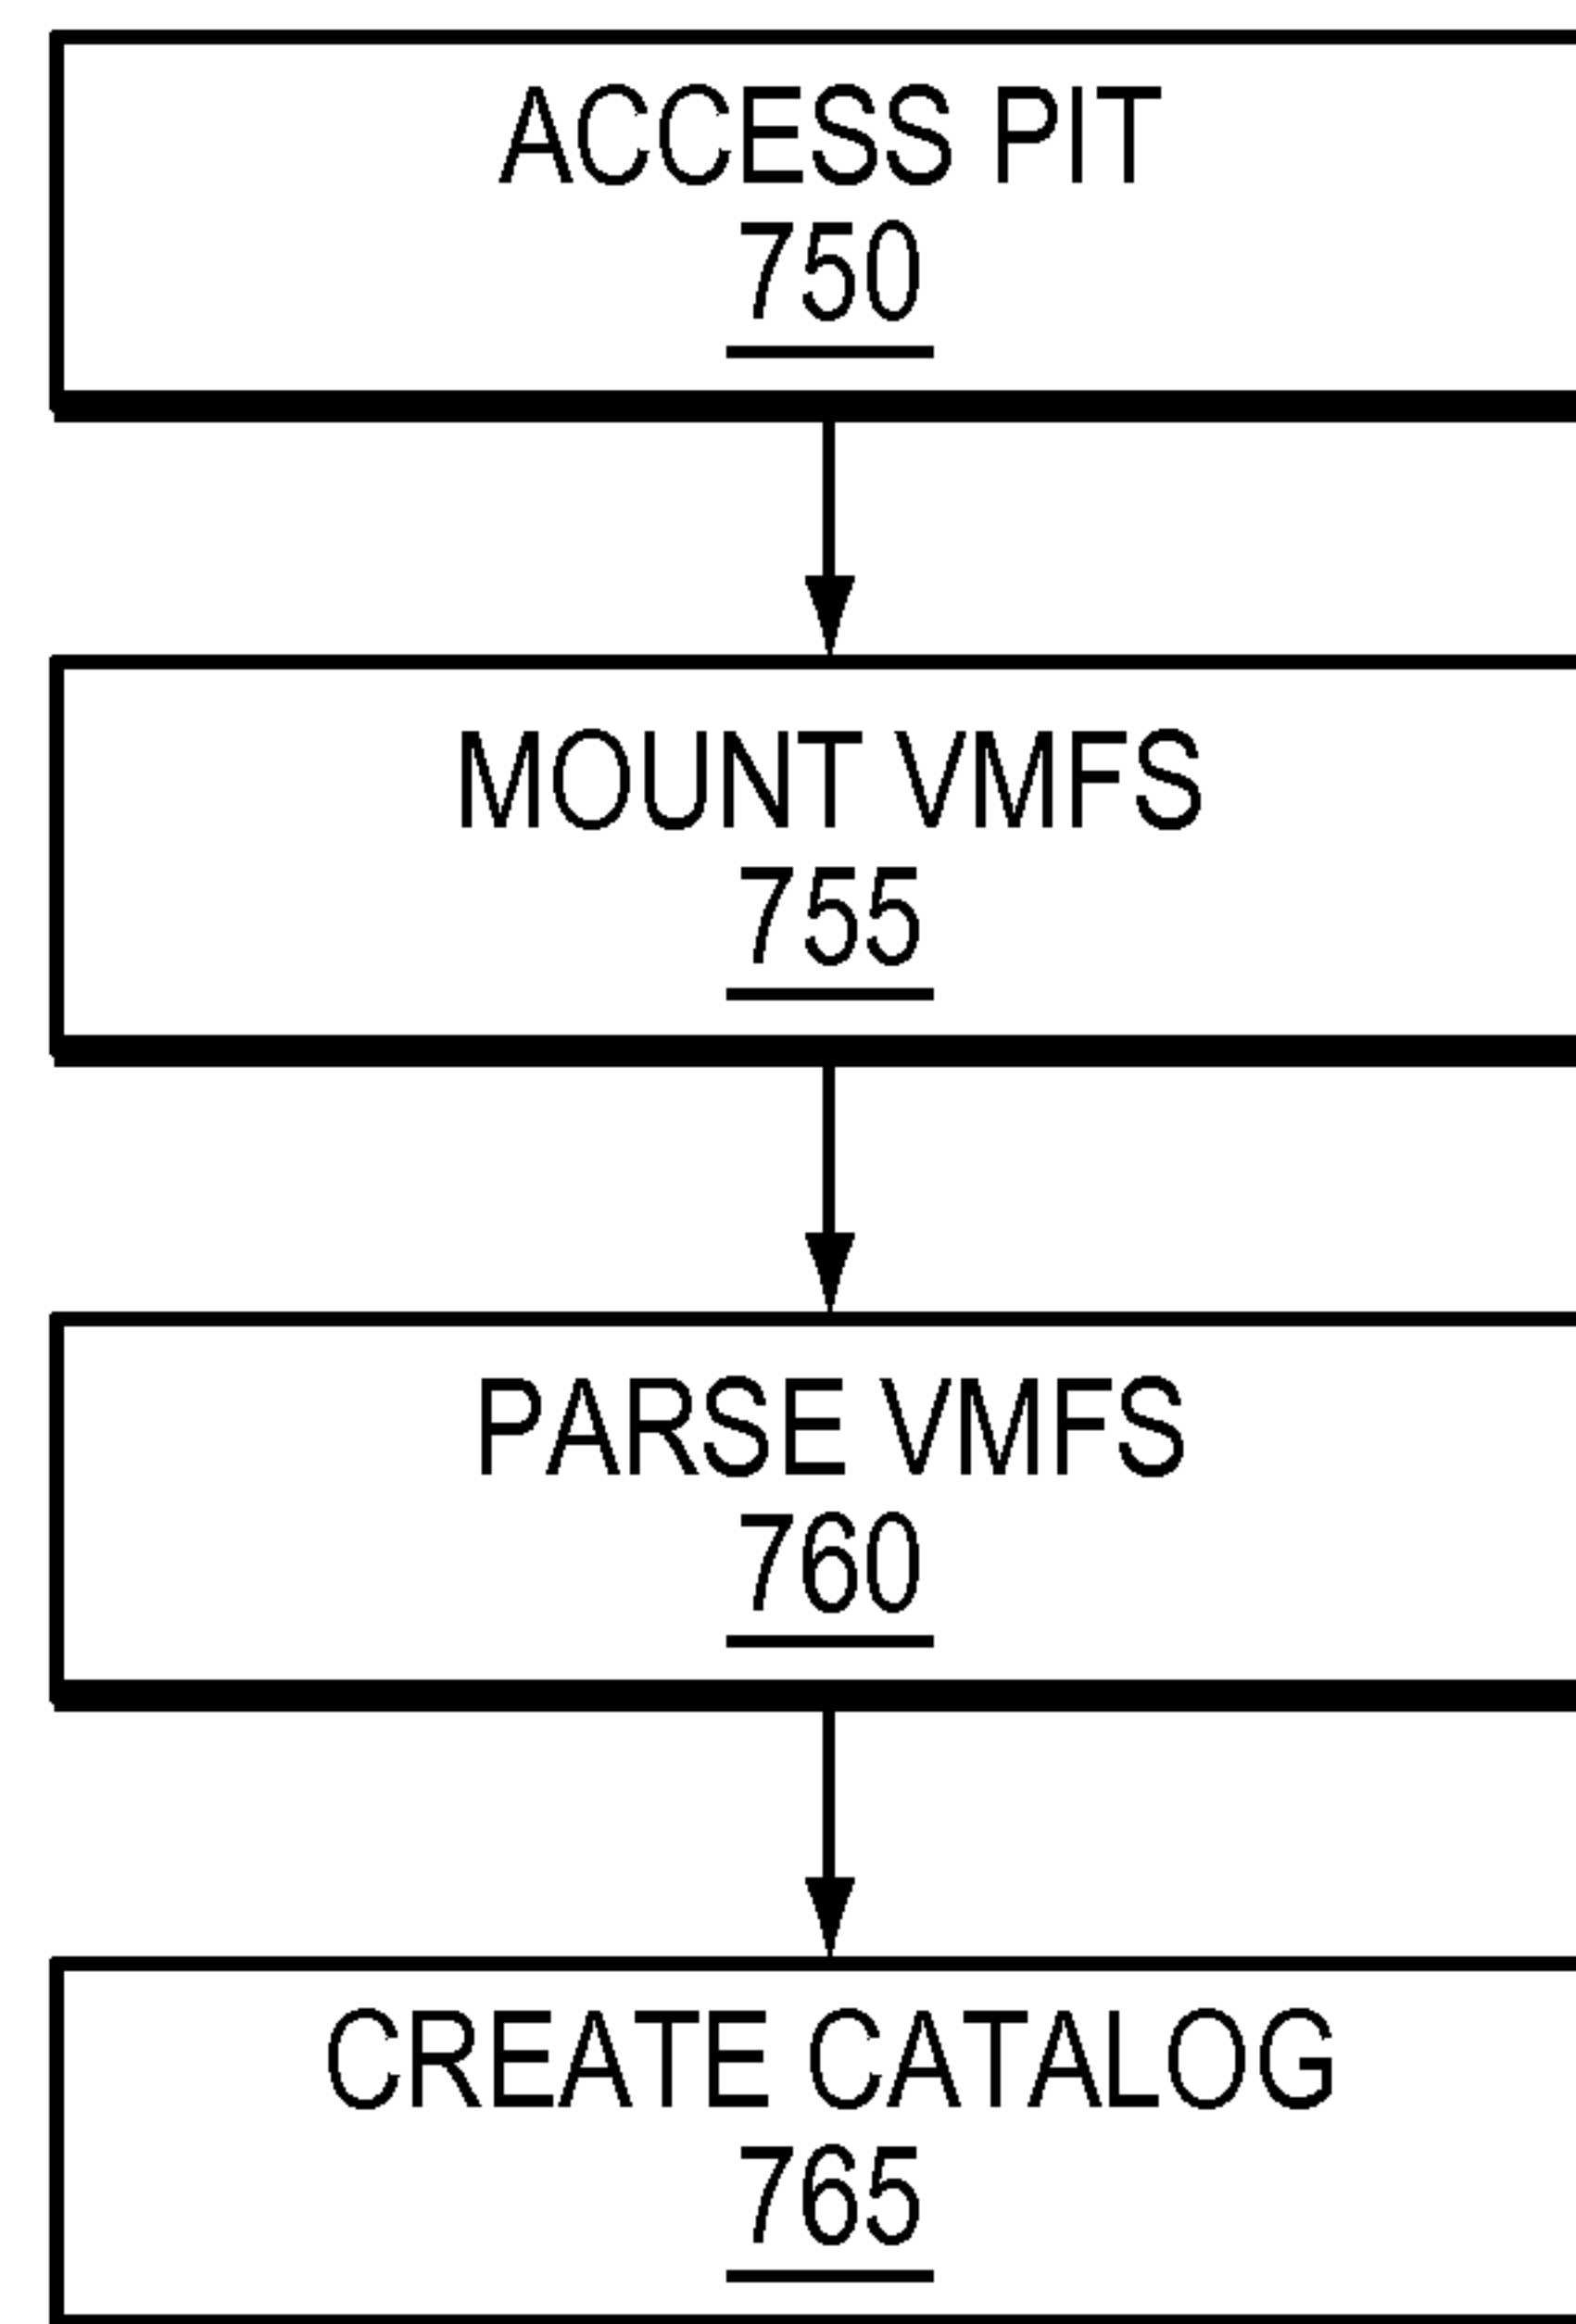 ACCESS PIT
750
MOUNT VMFS
755
PARSE VMFS
760
CREATE CATALOG
765